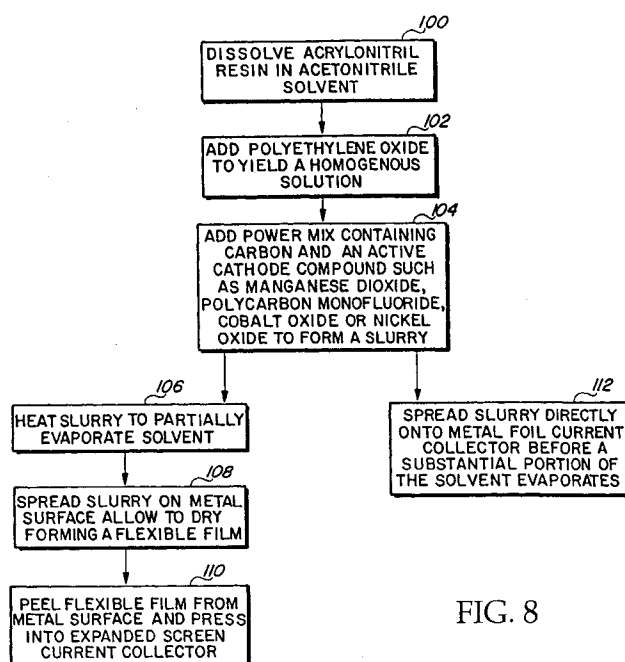 100
DISSOLVE ACRYLONITRIL
RESIN IN ACETONITRILE
SOLVENT
102
ADD POLYETHYLENE OXIDE
TO YIELD A HOMOGENOUS
SOLUTION
104
ADD POWER MIX CONTAINING
CARBON AND AN ACTIVE
CATHODE COMPOUND SUCH
AS MANGANESE DIOXIDE,
POLYCARBON MONOFLUORIDE,
COBALT OXIDE OR NICKEL
OXIDE TO FORM A SLURRY
106
HEAT SLURRY TO PARTIALLY
EVAPORATE SOLVENT
108
SPREAD SLURRY ON METAL
SURFACE ALLOW TO DRY
FORMING A FLEXIBLE FILM
110
PEEL FLEXIBLE FILM FROM
METAL SURFACE AND PRESS
INTO EXPANDED SCREEN
CURRENT COLLECTOR
112
SPREAD SLURRY DIRECTLY
ONTO METAL FOIL CURRENT
COLLECTOR BEFORE A
SUBSTANTIAL PORTION OF
THE SOLVENT EVAPORATES
FIG. 8